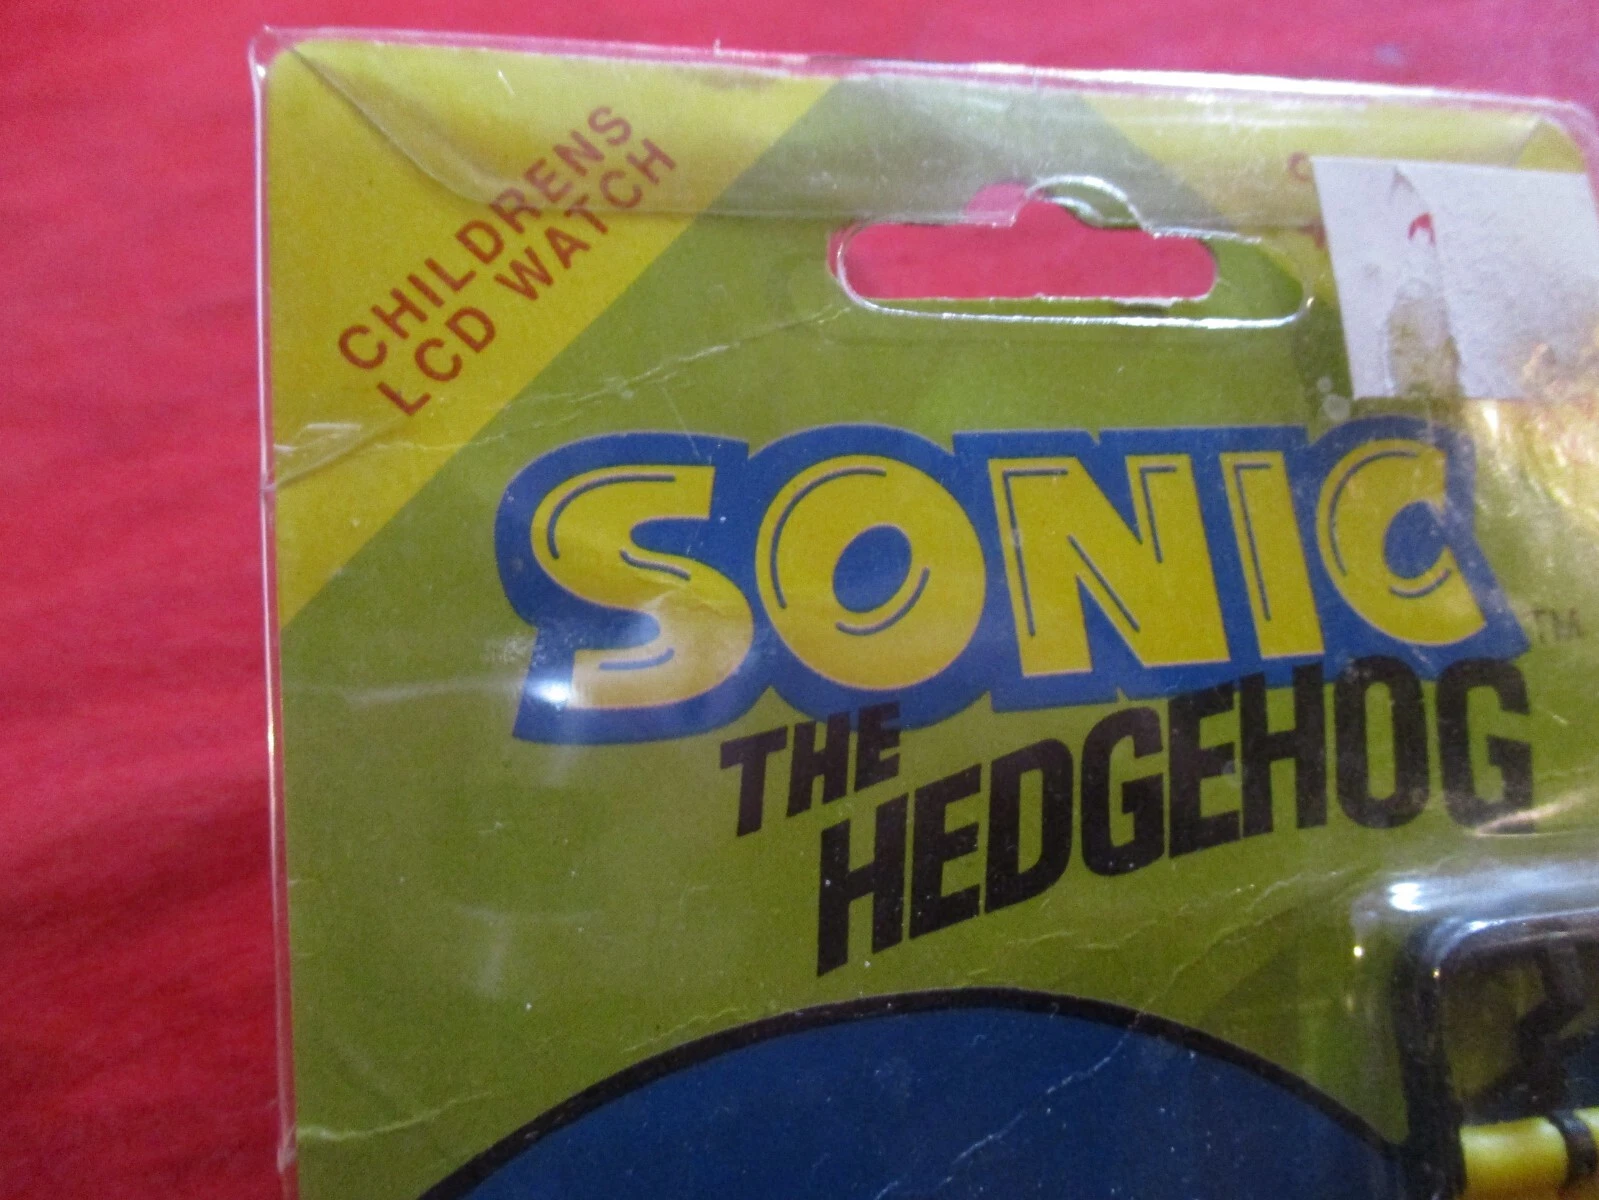 CHILDRENS
LCD WATCH
SONIC
TM
THE
HEDGEHOG